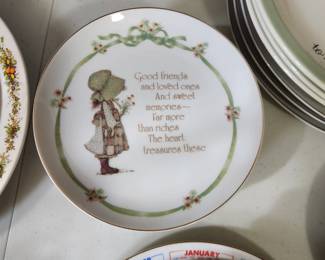 Good friends
and loved ones
And sweet
memories—
Far more
than riches
The heart
treasures these
JANUARY